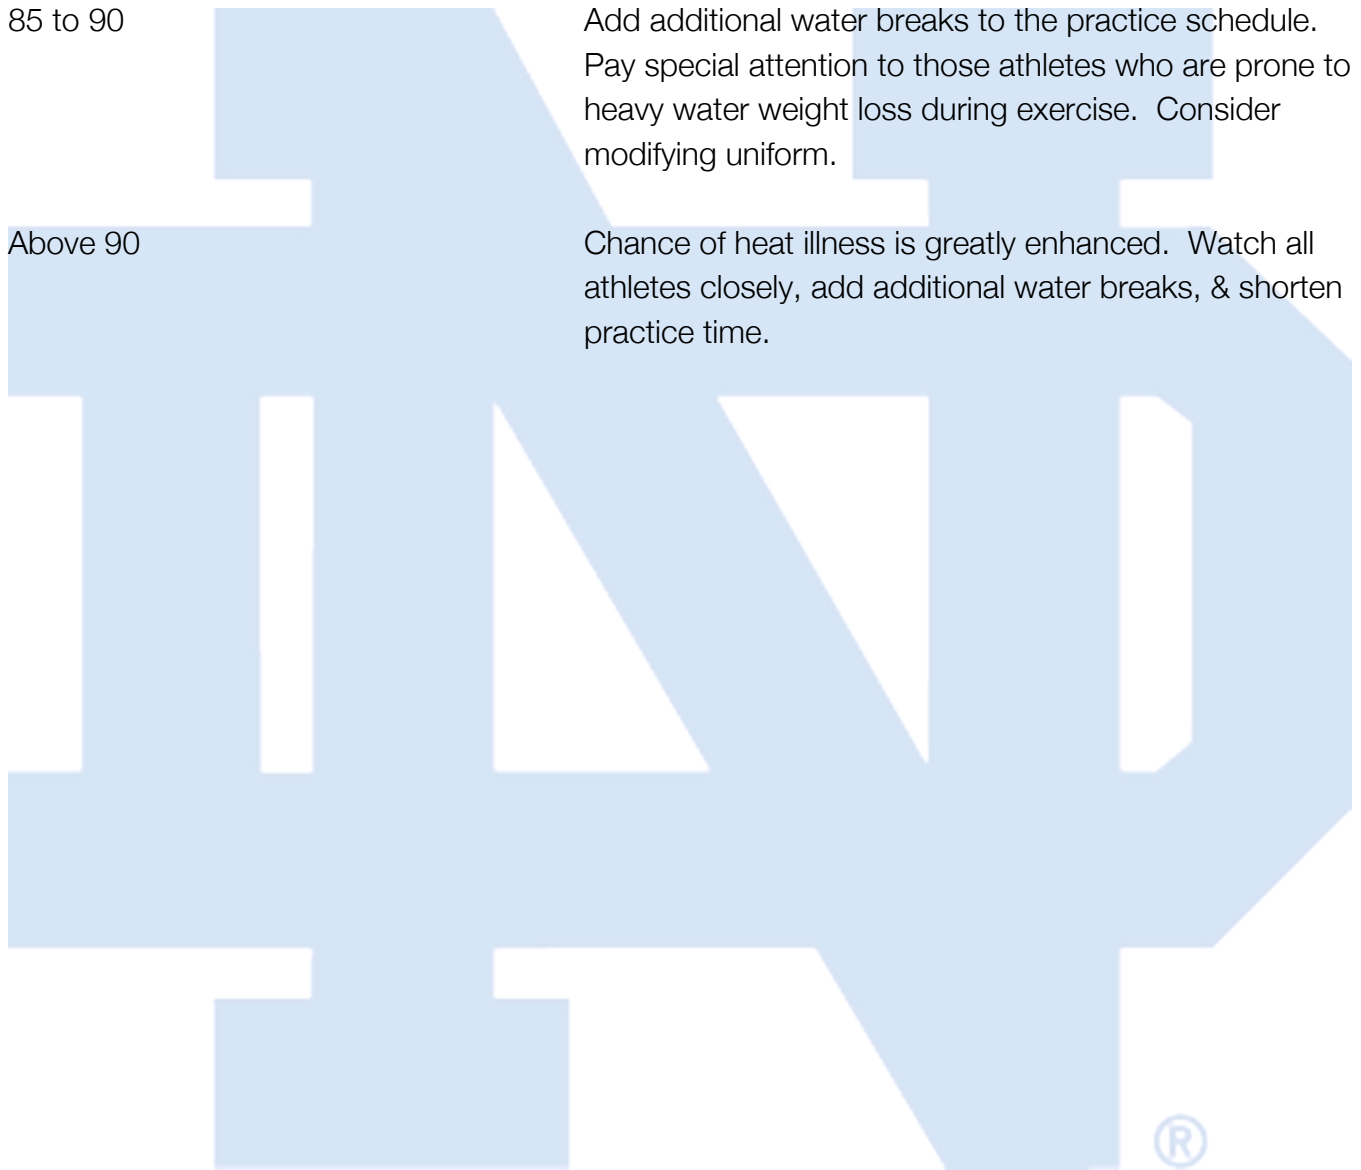 85 to 90 Add additional water breaks to the practice schedule.
Pay special attention to those athletes who are prone to
heavy water weight loss during exercise.  Consider
modifying uniform.
Above 90 Chance of heat illness is greatly enhanced.  Watch all
athletes closely, add additional water breaks, & shorten
practice time.
®